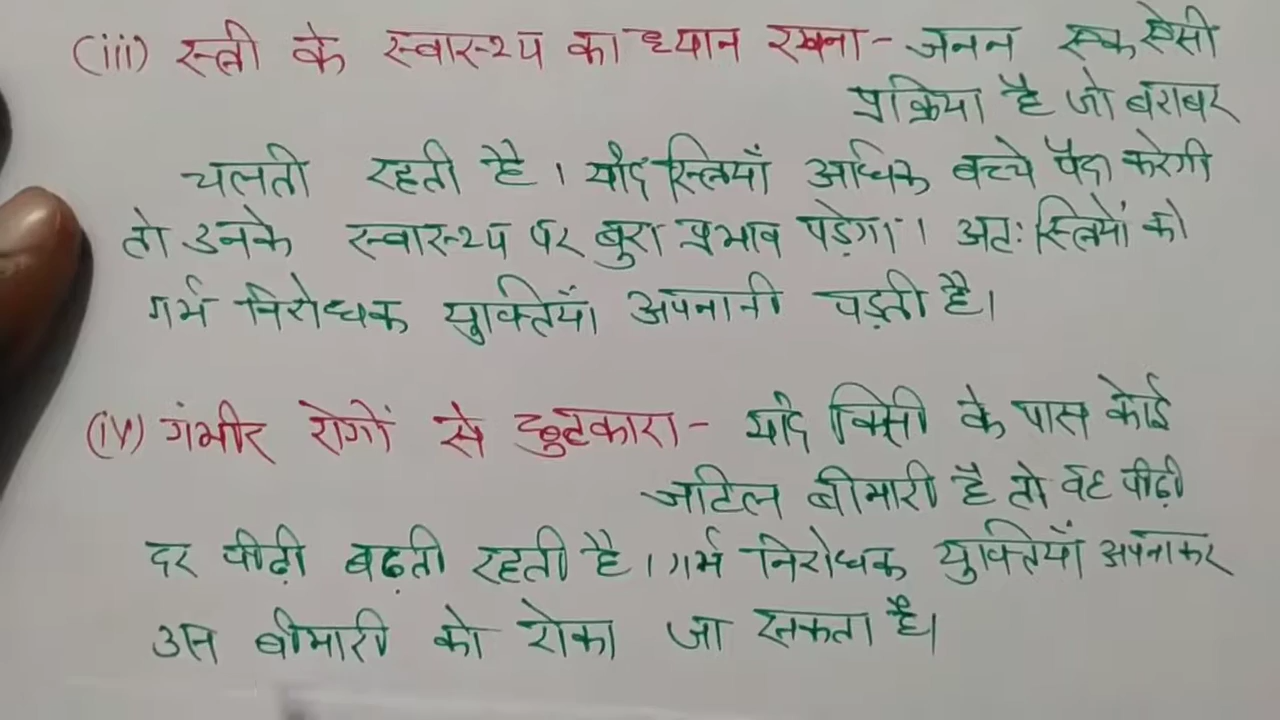 (iii) स्त्री के स्वास्थ्य का ध्यान रखना - जनन एक ऐसी
प्रक्रिया है जो बराबर
चलती रहती है। यदि स्त्रियाँ अधिक बच्चे पैदा करेगी
तो उनके स्वास्थ्य पर बुरा प्रभाव पड़ेगा। अतः स्त्रियों को
गर्भ निरोधक युक्तियाँ अपनानी पड़ती है।
(iv) गंभीर रोगों से छुटकारा - यदि किसी के पास कोई
जटिल बीमारी है तो वह पीढ़ी
दर पीढ़ी बढ़ती रहती है। गर्भ निरोधक युक्तियाँ अपनाकर
उस बीमारी को रोका जा सकता है।